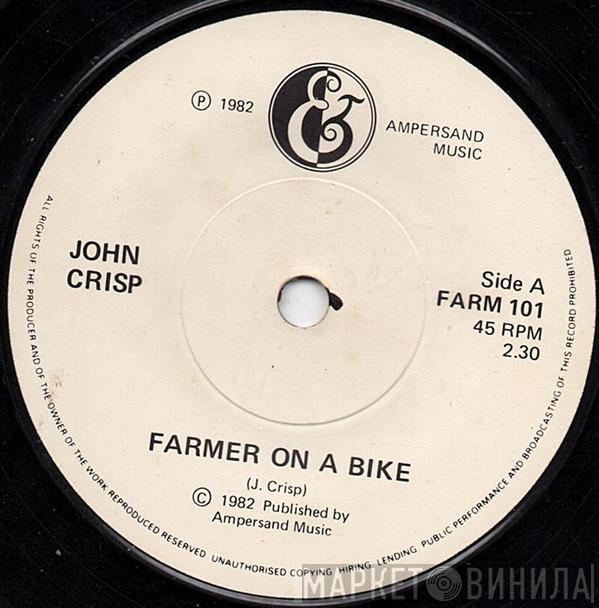 ℗ 1982
&
AMPERSAND
MUSIC
JOHN
CRISP
Side A
FARM 101
45 RPM
2.30
FARMER ON A BIKE
(J. Crisp)
© 1982 Published by
Ampersand Music
ALL RIGHTS OF THE PRODUCER AND OF THE OWNER OF THE WORK REPRODUCED RESERVED UNAUTHORISED COPYING, HIRING, LENDING, PUBLIC PERFORMANCE AND BROADCASTING OF THIS RECORD PROHIBITED
МАРКЕТ ВИНИЛА